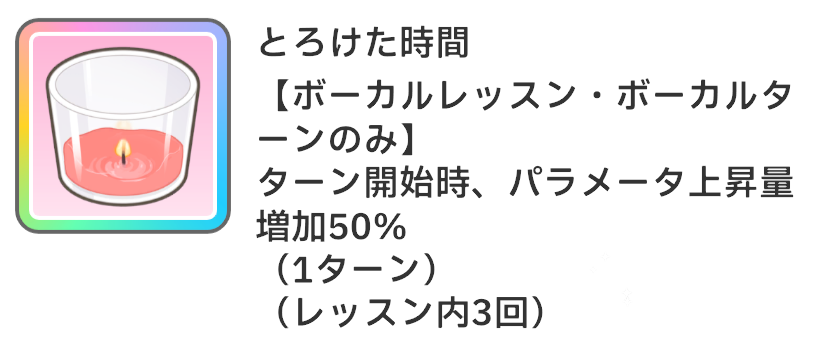 とろけた時間
【ボーカルレッスン・ボーカルタ
ーンのみ】
ターン開始時、パラメータ上昇量
増加50%
（1ターン）
（レッスン内3回）